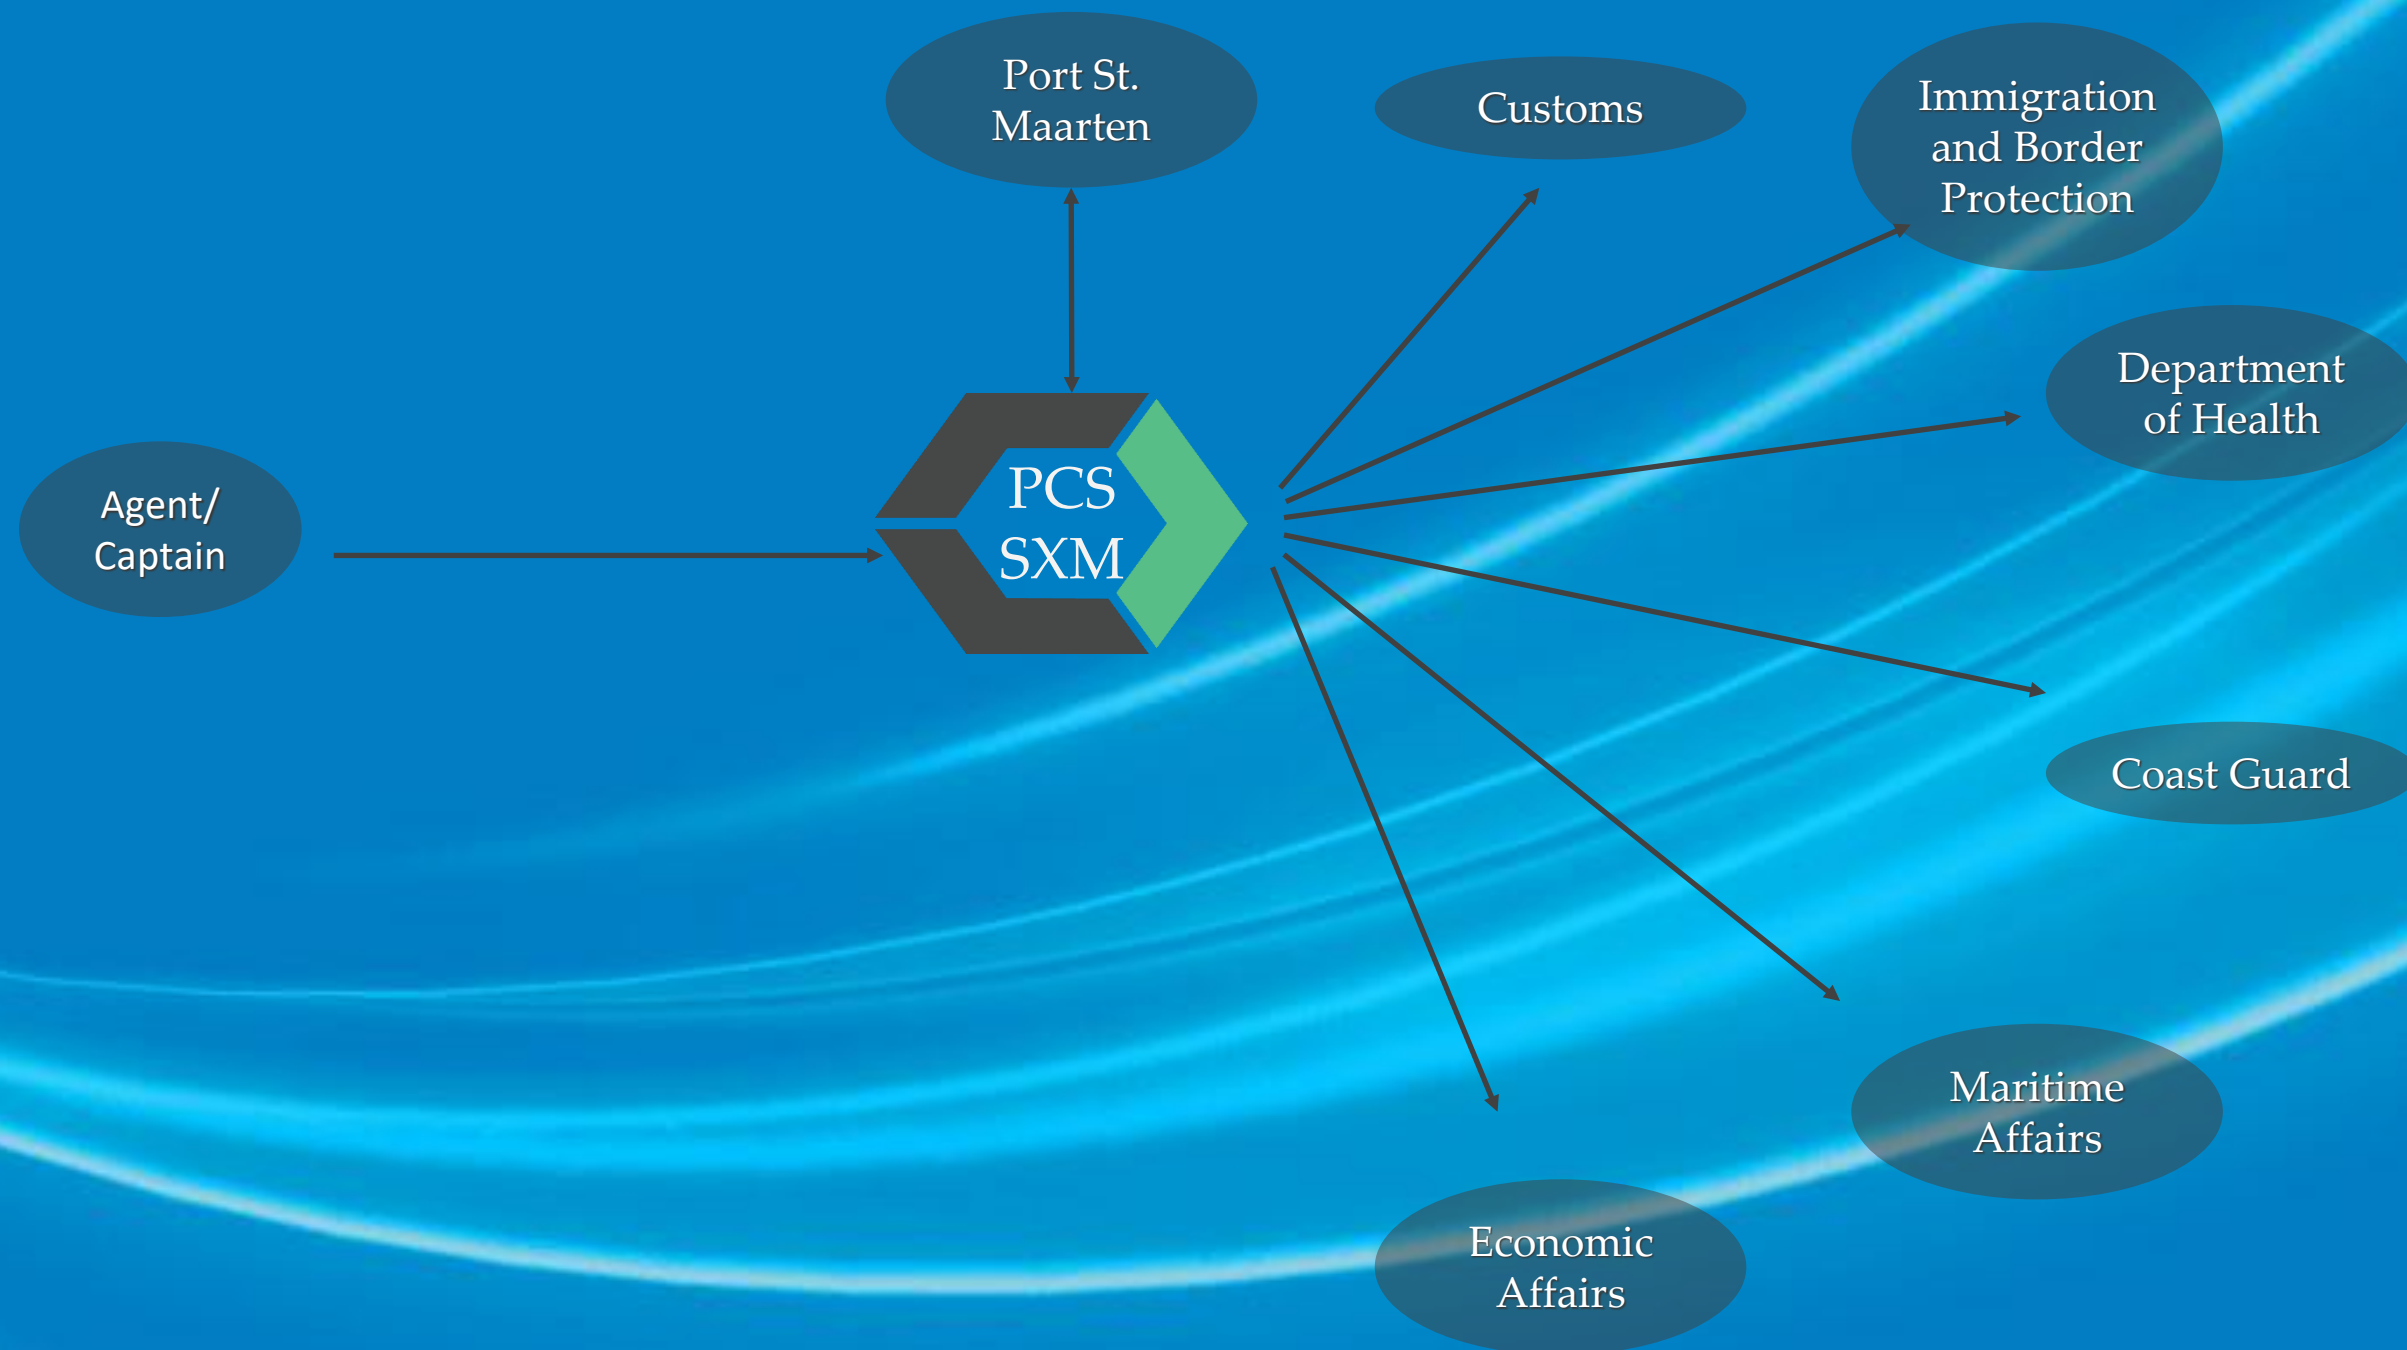 Port St.
Maarten
Customs
Immigration
and Border
Protection
Department
of Health
Agent/
Captain
PCS
SXM
Coast Guard
Maritime
Affairs
Economic
Affairs